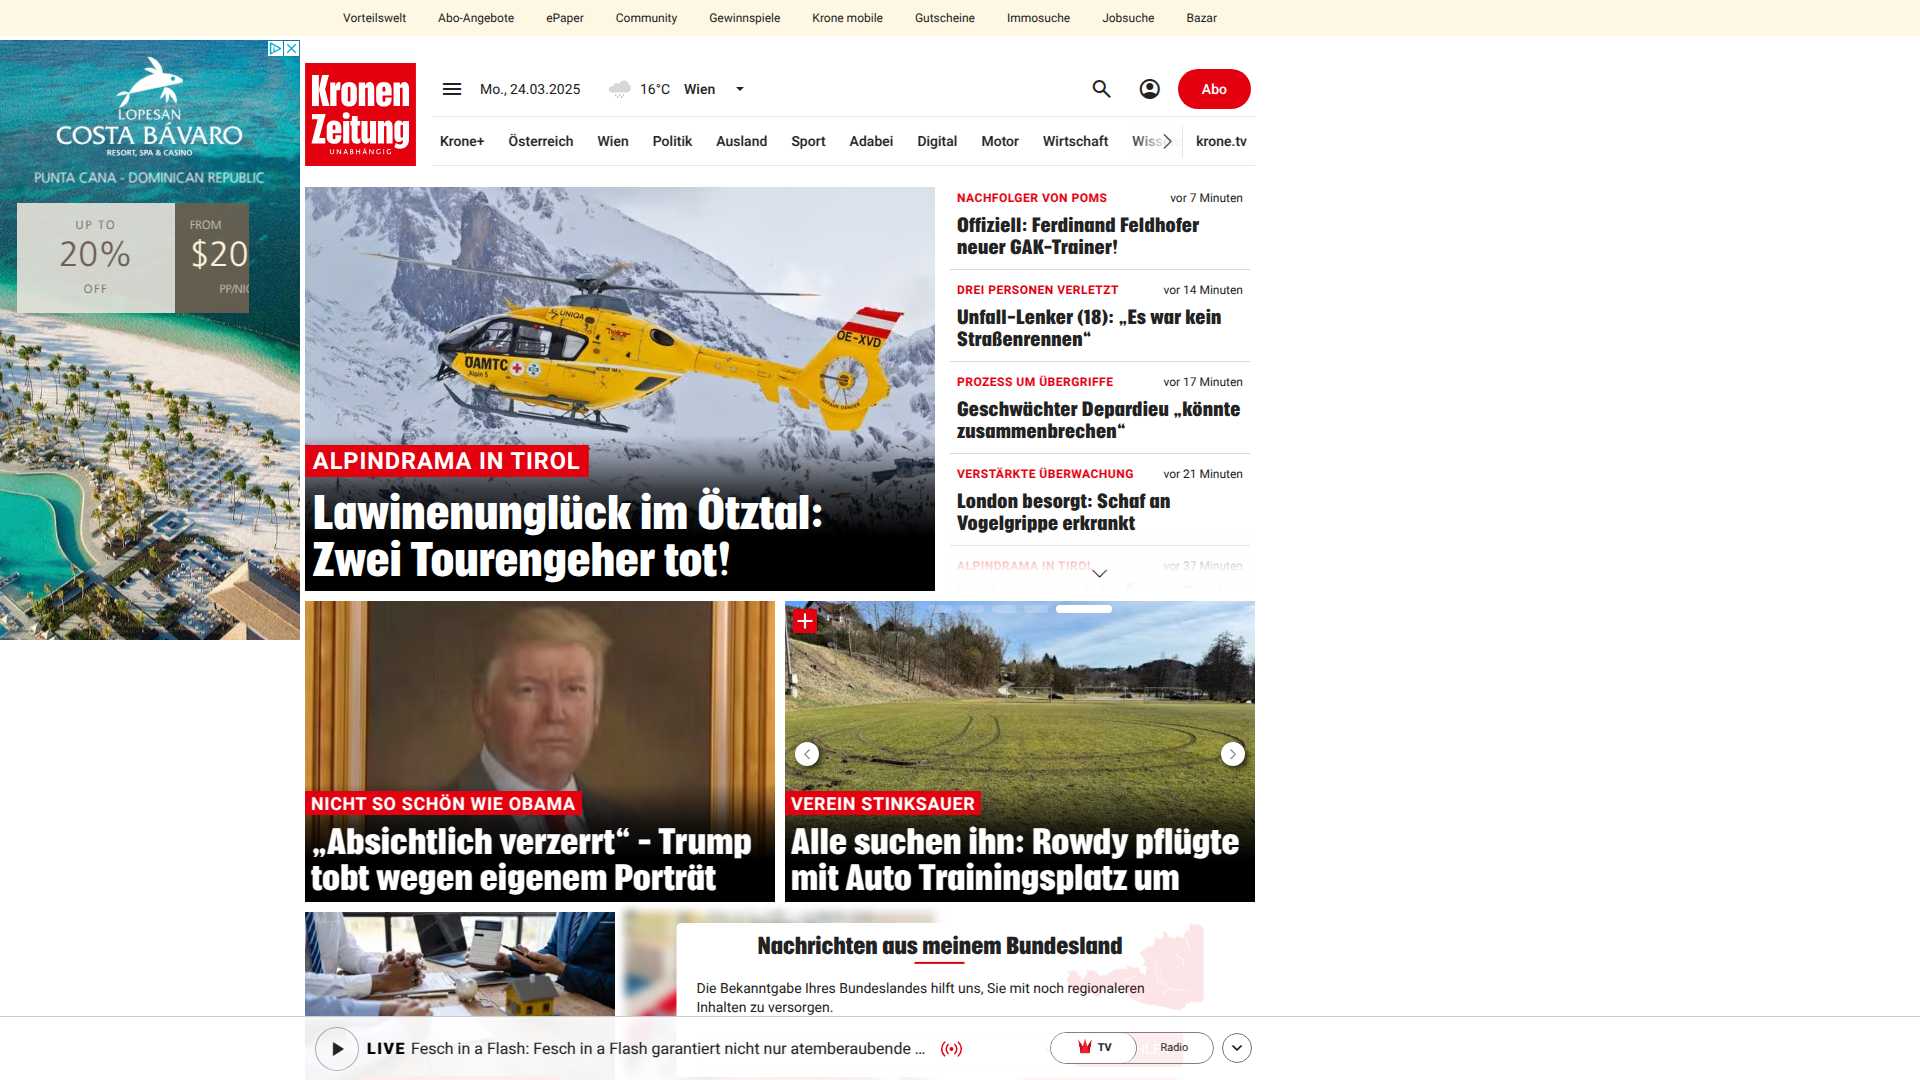 Vorteilswelt
Abo-Angebote
ePaper
Community
Gewinnspiele
Krone mobile
Gutscheine
Immosuche
Jobsuche
Bazar
LOPESAN
COSTA BÁVARO
RESORT, SPA & CASINO
PUNTA CANA - DOMINICAN REPUBLIC
UP TO
20%
OFF
FROM
$20
PP/NIG
Kronen
Zeitung
UNABHÄNGIG
Mo., 24.03.2025
16°C
Wien
Abo
Krone+
Österreich
Wien
Politik
Ausland
Sport
Adabei
Digital
Motor
Wirtschaft
Wiss
krone.tv
UNIQA
OE-XVD
ÖAMTC
Alpin 5
ALPINDRAMA IN TIROL
Lawinenunglück im Ötztal:
Zwei Tourengeher tot!
NACHFOLGER VON POMS
vor 7 Minuten
Offiziell: Ferdinand Feldhofer
neuer GAK-Trainer!
DREI PERSONEN VERLETZT
vor 14 Minuten
Unfall-Lenker (18): „Es war kein
Straßenrennen“
PROZESS UM ÜBERGRIFFE
vor 17 Minuten
Geschwächter Depardieu „könnte
zusammenbrechen“
VERSTÄRKTE ÜBERWACHUNG
vor 21 Minuten
London besorgt: Schaf an
Vogelgrippe erkrankt
ALPINDRAMA IN TIROL
vor 37 Minuten
NICHT SO SCHÖN WIE OBAMA
„Absichtlich verzerrt“ - Trump
tobt wegen eigenem Porträt
VEREIN STINKSAUER
Alle suchen ihn: Rowdy pflügte
mit Auto Trainingsplatz um
Nachrichten aus meinem Bundesland
Die Bekanntgabe Ihres Bundeslandes hilft uns, Sie mit noch regionaleren
Inhalten zu versorgen.
LIVE Fesch in a Flash: Fesch in a Flash garantiert nicht nur atemberaubende ...
TV
Radio